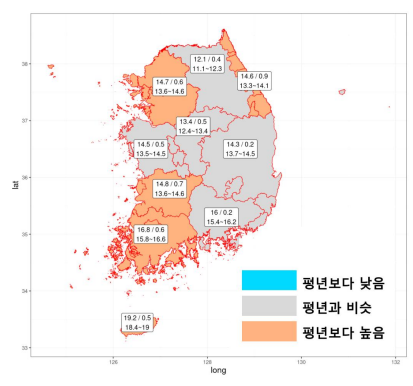 12.1 / 0.4
11.1~12.3
14.6 / 0.9
13.3~14.1
14.7 / 0.6
13.6~14.6
13.4 / 0.5
12.4~13.4
14.5 / 0.5
13.5~14.5
14.3 / 0.2
13.7~14.5
14.8 / 0.7
13.6~14.6
16 / 0.2
15.4~16.2
16.8 / 0.6
15.8~16.6
19.2 / 0.5
18.4~19
평년보다 낮음
평년과 비슷
평년보다 높음
38
37
36
35
34
33
lat
126
128
130
132
long